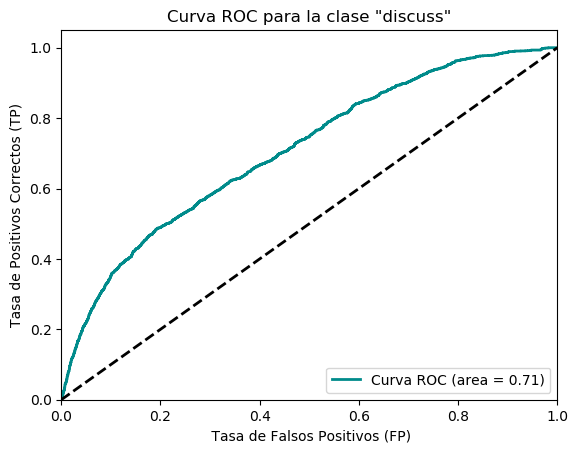 Curva ROC para la clase "discuss"
Tasa de Positivos Correctos (TP)
1.0
0.8
0.6
0.4
0.2
0.0
0.0 0.2 0.4 0.6 0.8 1.0
Curva ROC (area = 0.71)
Tasa de Falsos Positivos (FP)